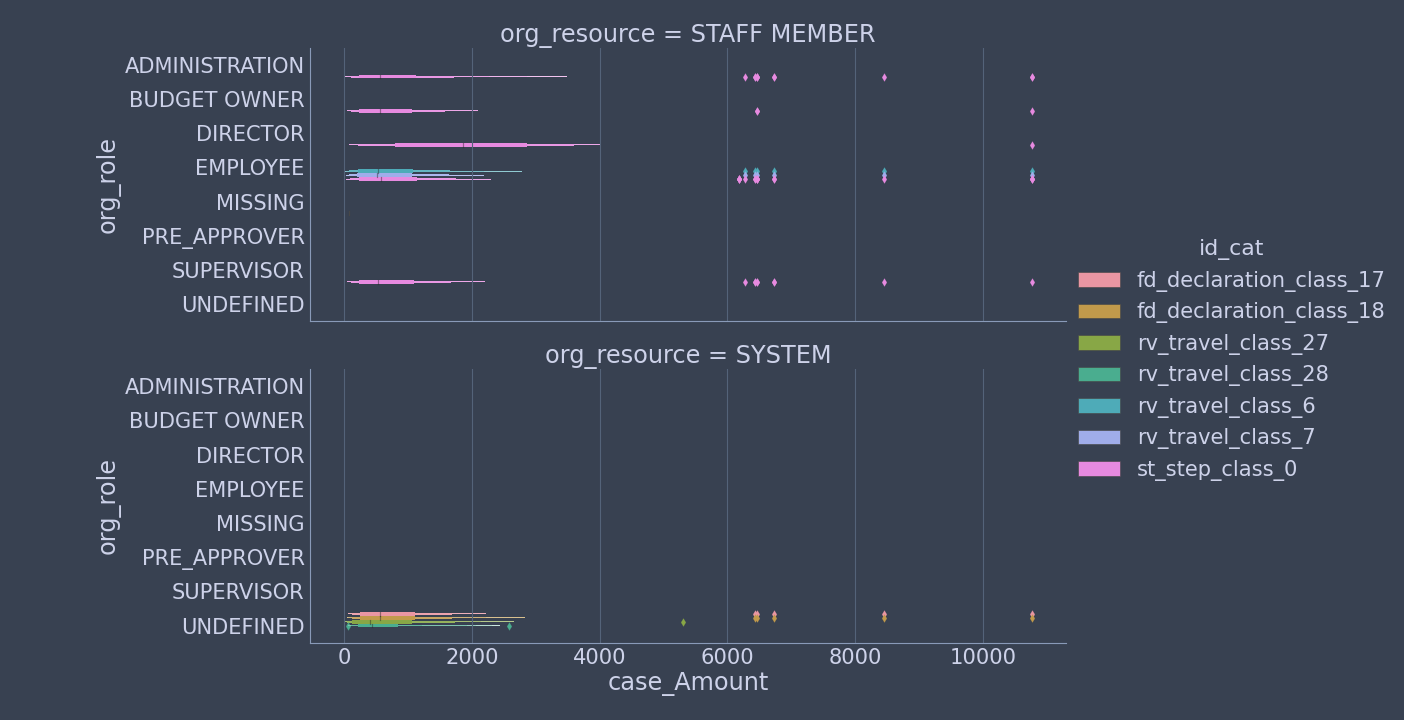 org_resource = STAFF MEMBER
ADMINISTRATION
BUDGET OWNER
DIRECTOR
EMPLOYEE
MISSING
PRE_APPROVER
SUPERVISOR
UNDEFINED
org_role
org_resource = SYSTEM
ADMINISTRATION
BUDGET OWNER
DIRECTOR
EMPLOYEE
MISSING
PRE_APPROVER
SUPERVISOR
UNDEFINED
org_role
0 2000 4000 6000 8000 10000
case_Amount
id_cat
fd_declaration_class_17
fd_declaration_class_18
rv_travel_class_27
rv_travel_class_28
rv_travel_class_6
rv_travel_class_7
st_step_class_0